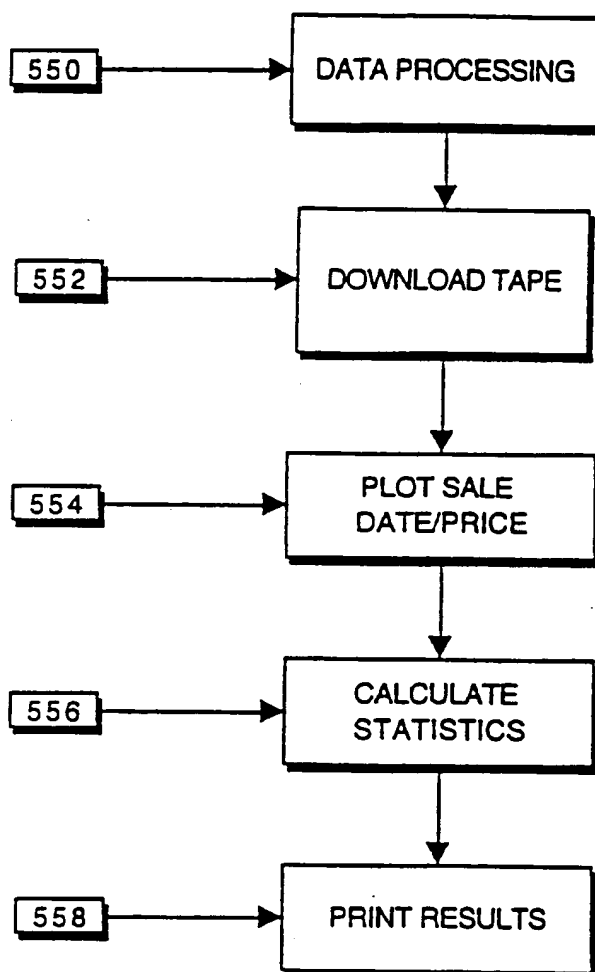 550
DATA PROCESSING
552
DOWNLOAD TAPE
554
PLOT SALE
DATE/PRICE
556
CALCULATE
STATISTICS
558
PRINT RESULTS